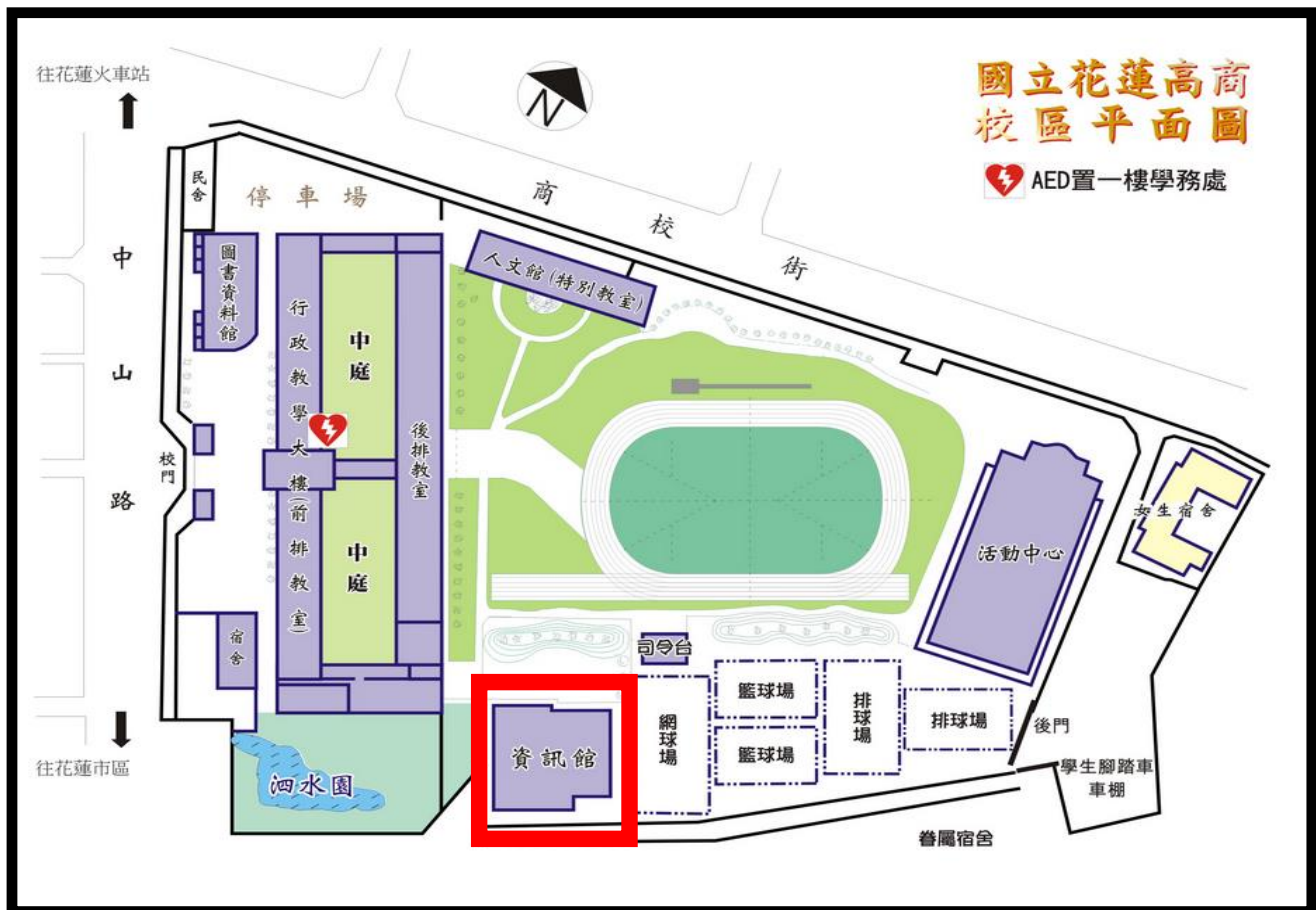 國立花蓮高商
校區平面圖
AED置一樓學務處
往花蓮火車站
N
民舍
停車場
商校街
中山路
圖書資料館
行政教學大樓(前排教室)
中庭
人文館(特別教室)
後排教室
校門
中庭
女生宿舍
活動中心
宿舍
司令台
籃球場
網球場
排球場
排球場
籃球場
後門
資訊館
往花蓮市區
泗水園
學生腳踏車
車棚
眷屬宿舍